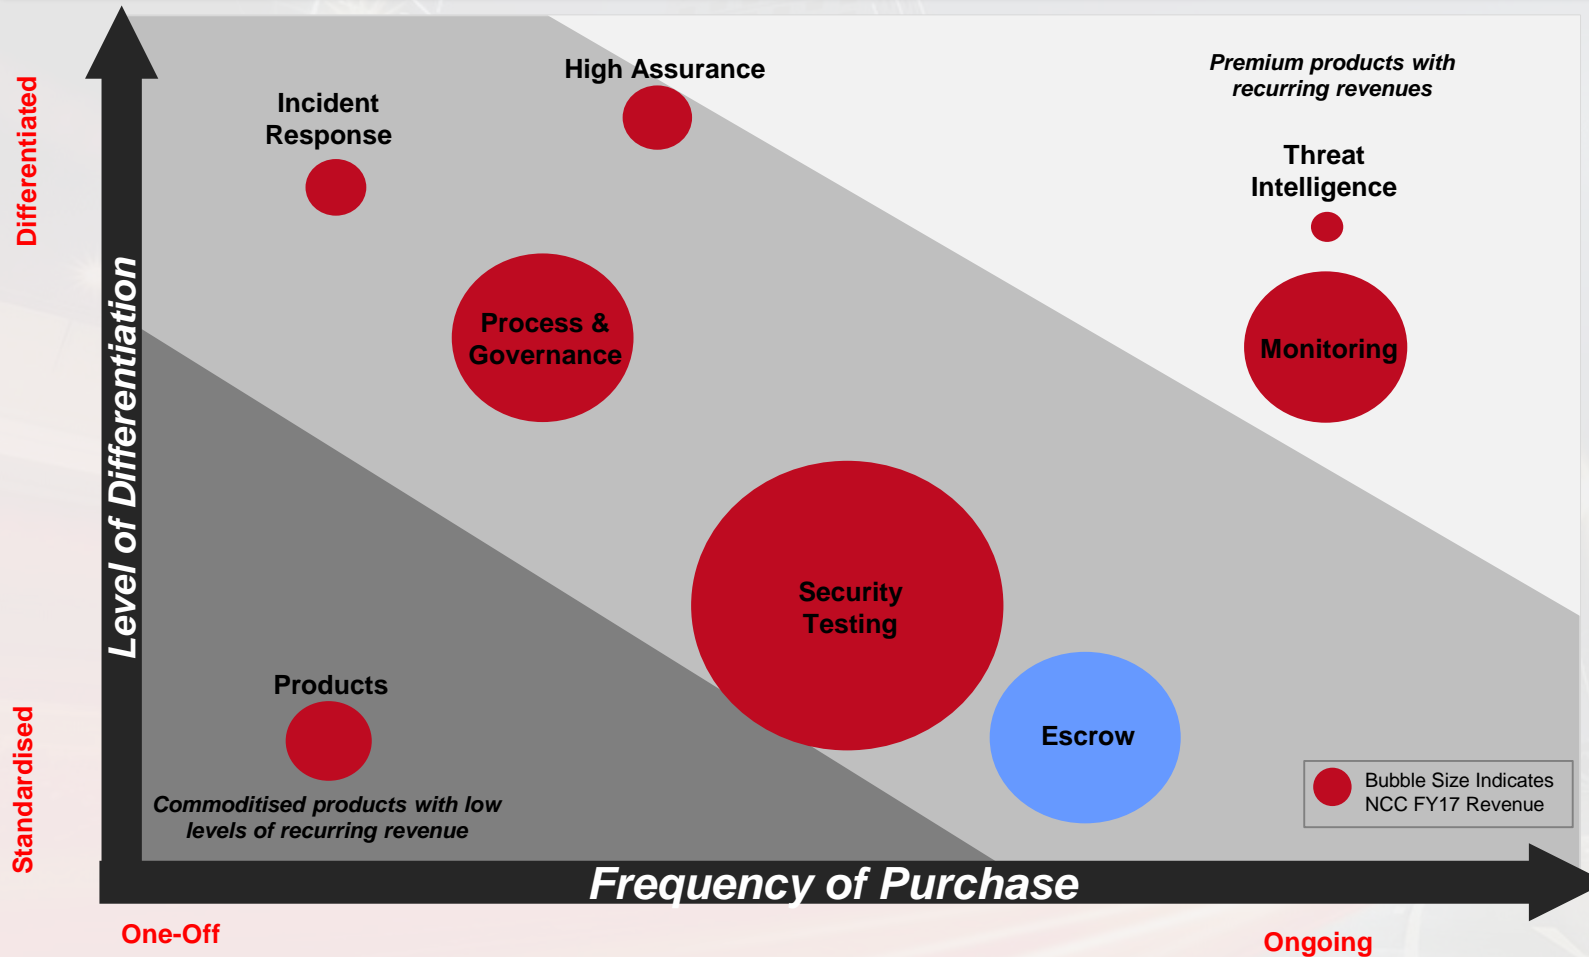 Differentiated
Standardised
Level of Differentiation
High Assurance
Incident
Response
Premium products with
recurring revenues
Threat
Intelligence
Process &
Governance
Monitoring
Security
Testing
Products
Escrow
Commoditised products with low
levels of recurring revenue
Bubble Size Indicates
NCC FY17 Revenue
Frequency of Purchase
One-Off
Ongoing